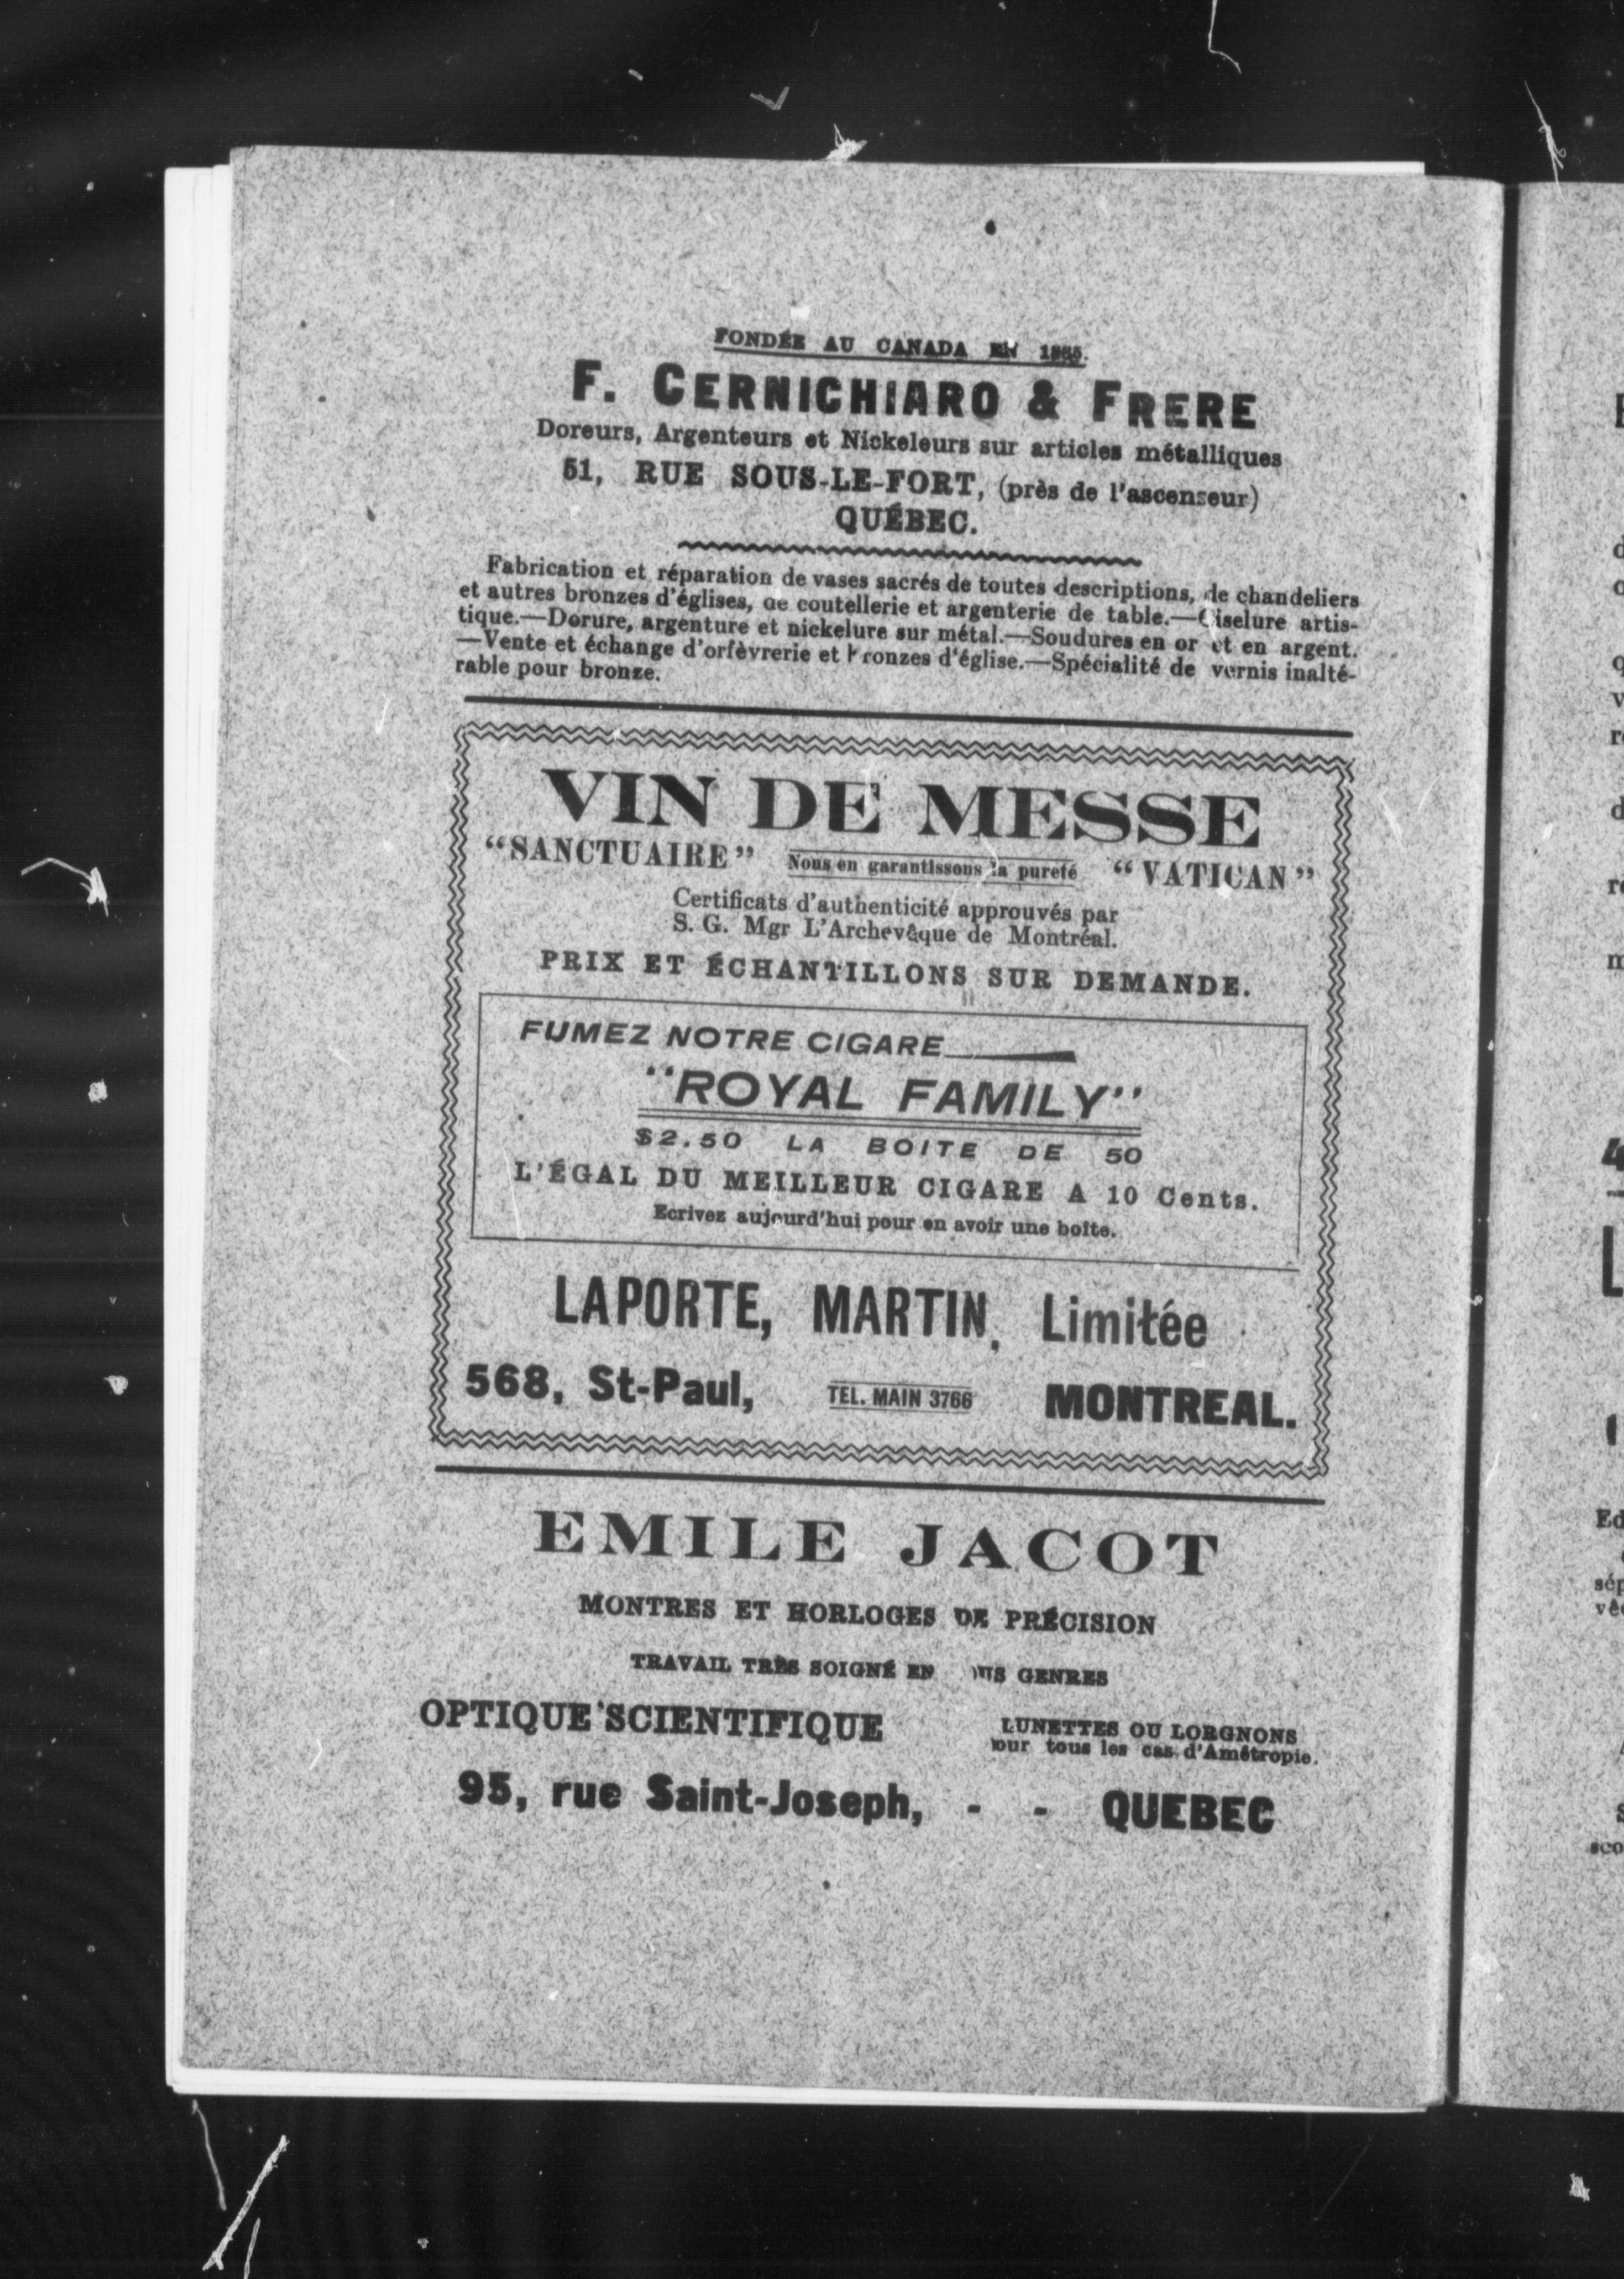 FONDÉE AU CANADA EN
F. CERNICHIARO & FRERE
Doreurs, Argenteurs et Nickeleurs sur articles métalliques
51, RUE SOUS-LE-FORT, (près de l'ascenseur)
QUÉBEC.
Fabrication et réparation de vases sacrés de toutes descriptions, de chandeliers
et autres bronzes d'églises, de coutellerie et argenterie de table.—Ciselure artis-
tique.—Dorure, argenture et nickelure sur métal.—Soudures en or et en argent.
—Vente et échange d'orfèvrerie et bronzes d'église.—Spécialité de vernis inalté-
rable pour bronze.
VIN DE MESSE
"SANCTUAIRE" Nous en garantissons la pureté "VATICAN"
Certificats d'authenticité approuvés par
S. G. Mgr L'Archevêque de Montréal.
PRIX ET ÉCHANTILLONS SUR DEMANDE.
FUMEZ NOTRE CIGARE
"ROYAL FAMILY"
$2.50 LA BOITE DE 50
L'ÉGAL DU MEILLEUR CIGARE A 10 Cents.
Ecrivez aujourd'hui pour en avoir une boîte.
LAPORTE, MARTIN, Limitée
568, St-Paul, TEL. MAIN 3766 MONTREAL.
EMILE JACOT
MONTRES ET HORLOGES DE PRÉCISION
TRAVAIL TRÈS SOIGNÉ EN GENRES
OPTIQUE SCIENTIFIQUE LUNETTES OU LORGNONS
pour tous les cas d'Amétropie.
95, rue Saint-Joseph, - - QUEBEC